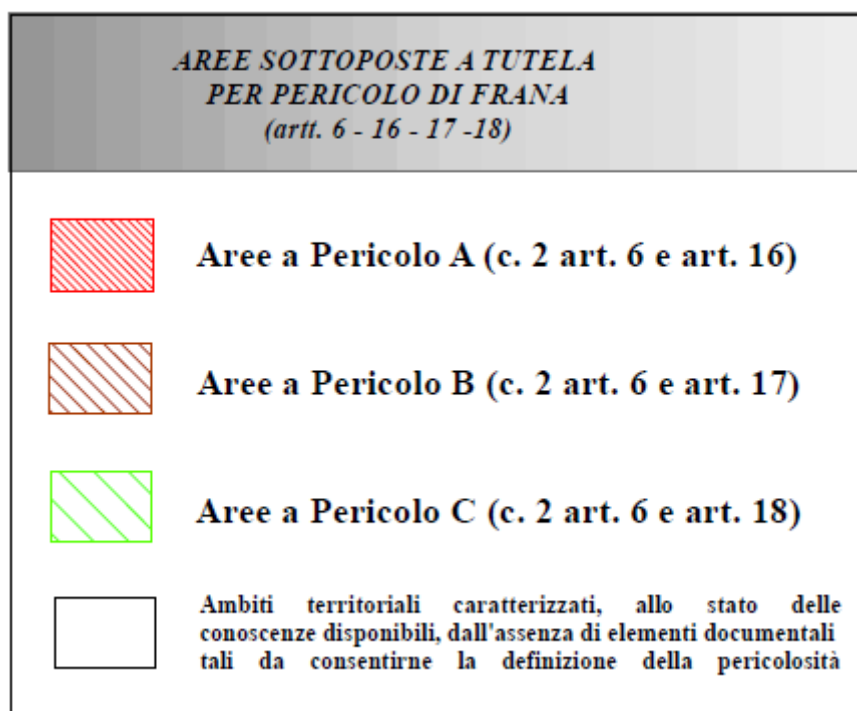 AREE SOTTOPOSTE A TUTELA
PER PERICOLO DI FRANA
(artt. 6 - 16 - 17 -18)
Aree a Pericolo A (c. 2 art. 6 e art. 16)
Aree a Pericolo B (c. 2 art. 6 e art. 17)
Aree a Pericolo C (c. 2 art. 6 e art. 18)
Ambiti territoriali caratterizzati, allo stato delle
conoscenze disponibili, dall'assenza di elementi documentali
tali da consentirne la definizione della pericolosità